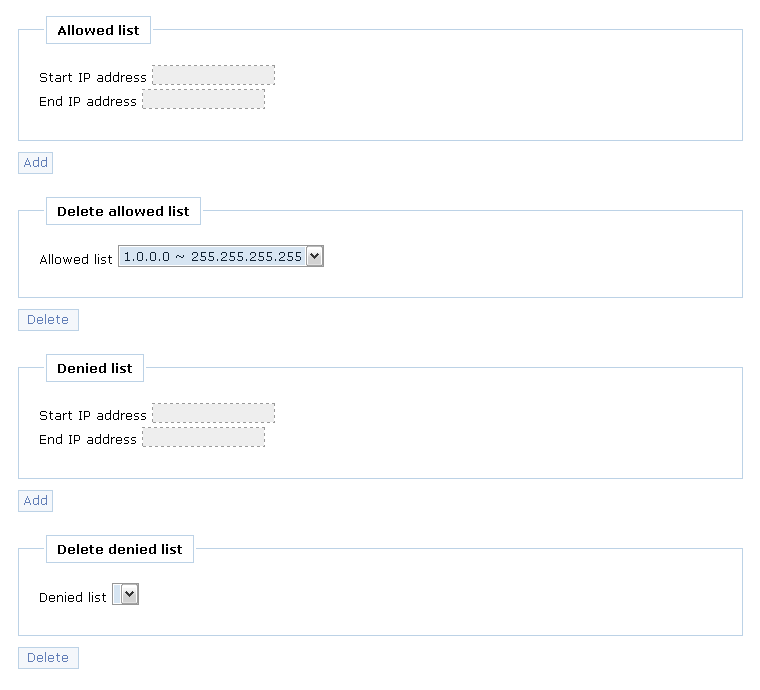 Allowed list
Start IP address
End IP address
Add
Delete allowed list
Allowed list 1.0.0.0 ~ 255.255.255.255
Delete
Denied list
Start IP address
End IP address
Add
Delete denied list
Denied list
Delete